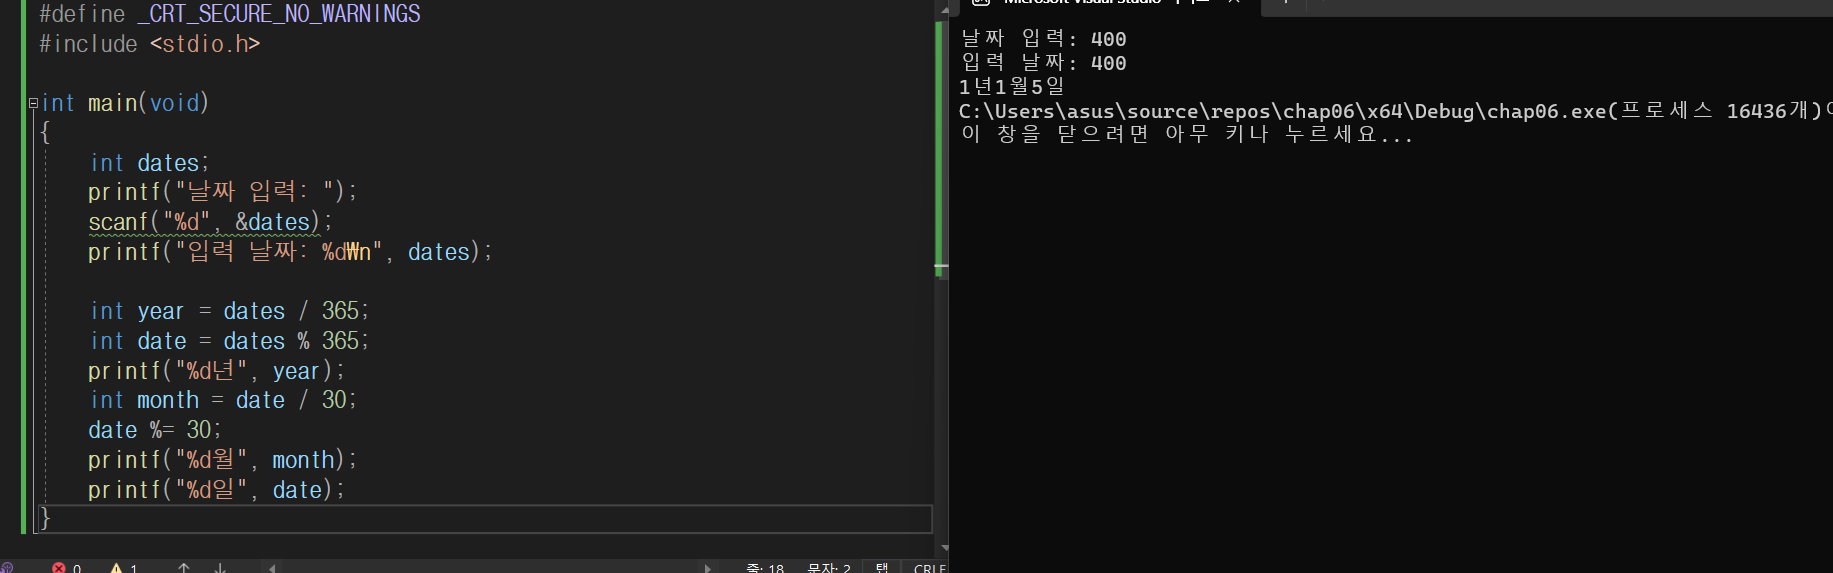 #define _CRT_SECURE_NO_WARNINGS
#include <stdio.h>
int main(void)
{
int dates;
printf("날짜 입력: ");
scanf("%d", &dates);
printf("입력 날짜: %d₩n", dates);
int year = dates / 365;
int date = dates % 365;
printf("%d년", year);
int month = date / 30;
date %= 30;
printf("%d월", month);
printf("%d일", date);
}
0 1 줄: 18 문자: 2 탭 CRLF
Microsoft Visual Studio
날짜 입력: 400
입력 날짜: 400
1년1월5일
C:\Users\asus\source\repos\chap06\x64\Debug\chap06.exe(프로세스 16436개)이
이 창을 닫으려면 아무 키나 누르세요...